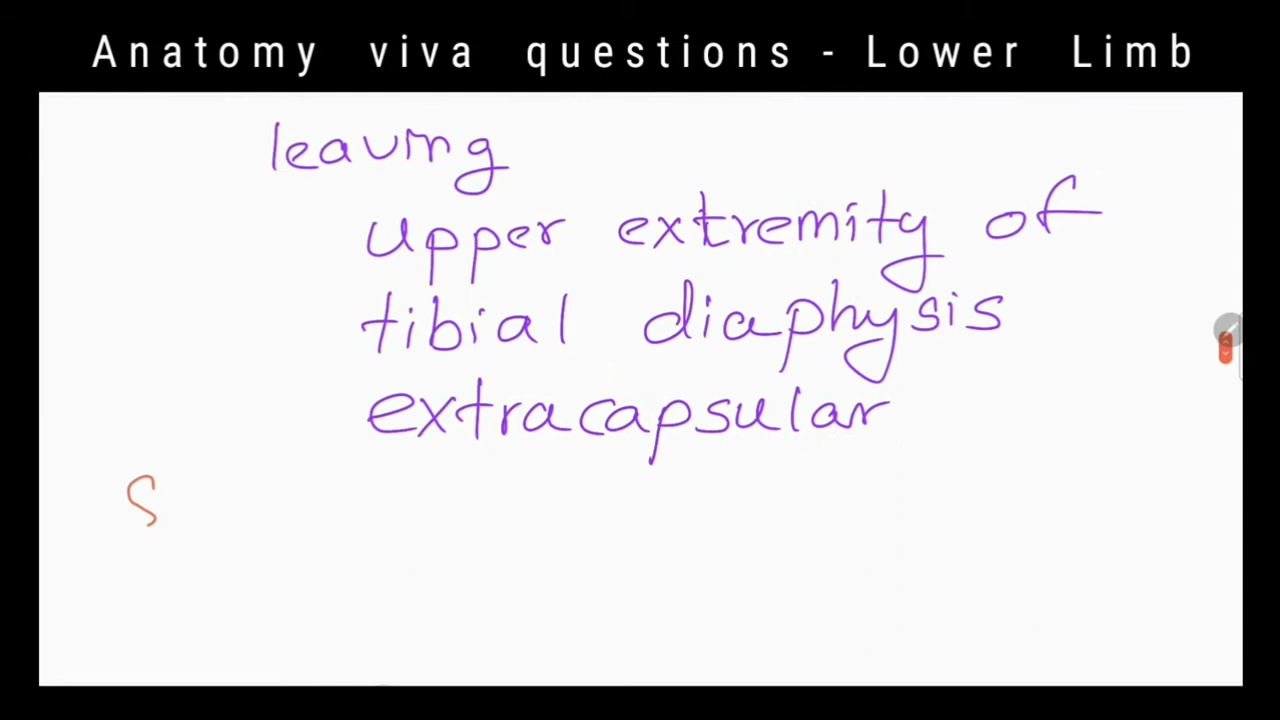 Anatomy viva questions - Lower Limb
leaving
upper extremity of
tibial diaphysis
extracapsular
S